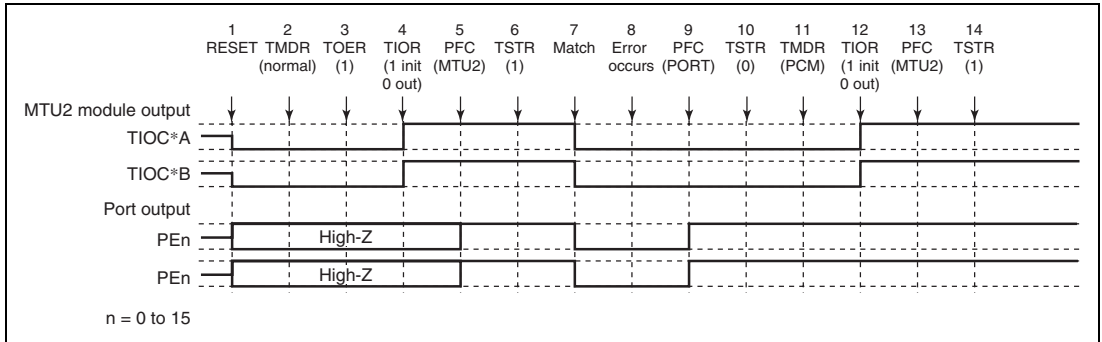 1 2 3 4 5 6 7 8 9 10 11 12 13 14
RESET TMDR TOER TIOR PFC TSTR Match Error PFC TSTR TMDR TIOR PFC TSTR
(normal) (1) (1 init (MTU2) (1) occurs (PORT) (0) (PCM) (1 init (MTU2) (1)
0 out) 0 out)
MTU2 module output
TIOC*A
TIOC*B
Port output
PEn High-Z
PEn High-Z
n = 0 to 15